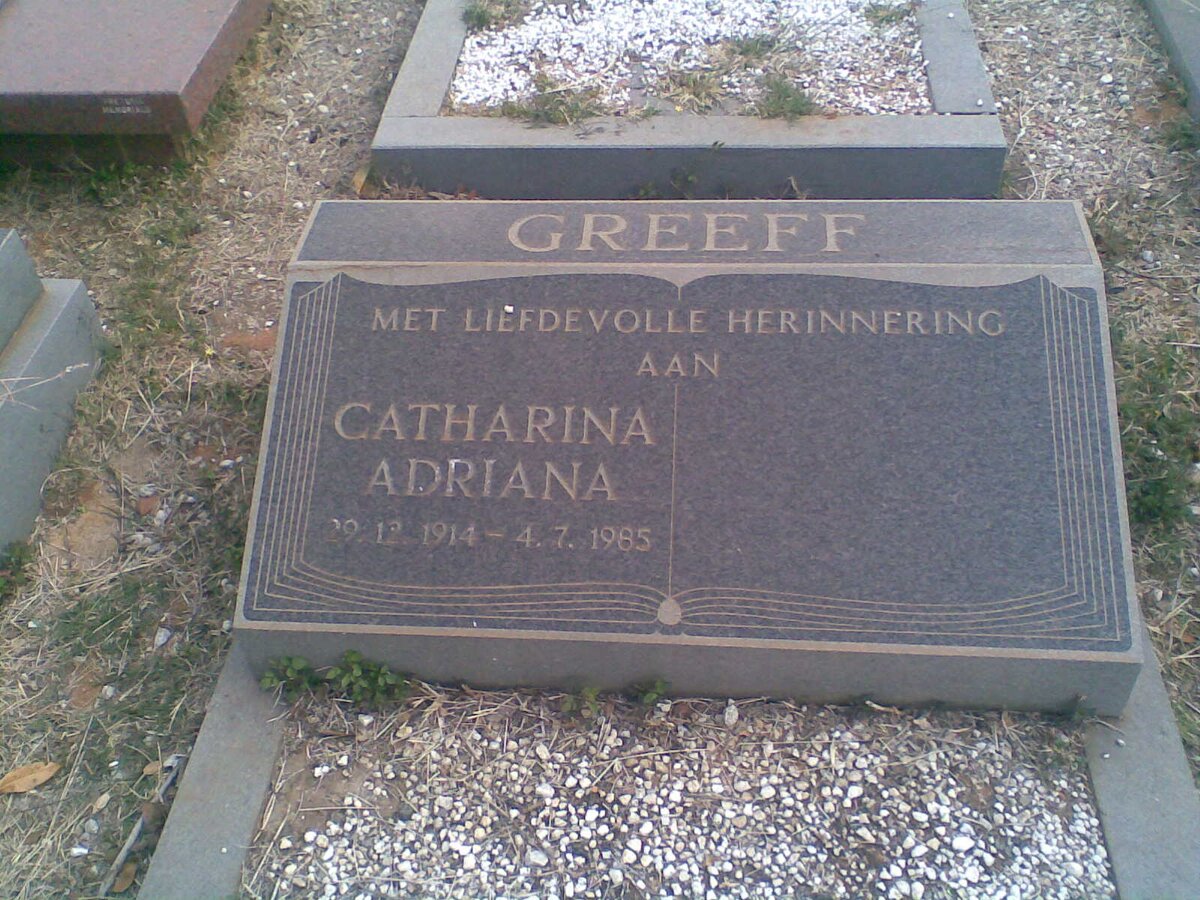 GREEFF
MET LIEFDEVOLLE HERINNERING
AAN
CATHARINA
ADRIANA
29. 12. 1914 – 4. 7. 1985